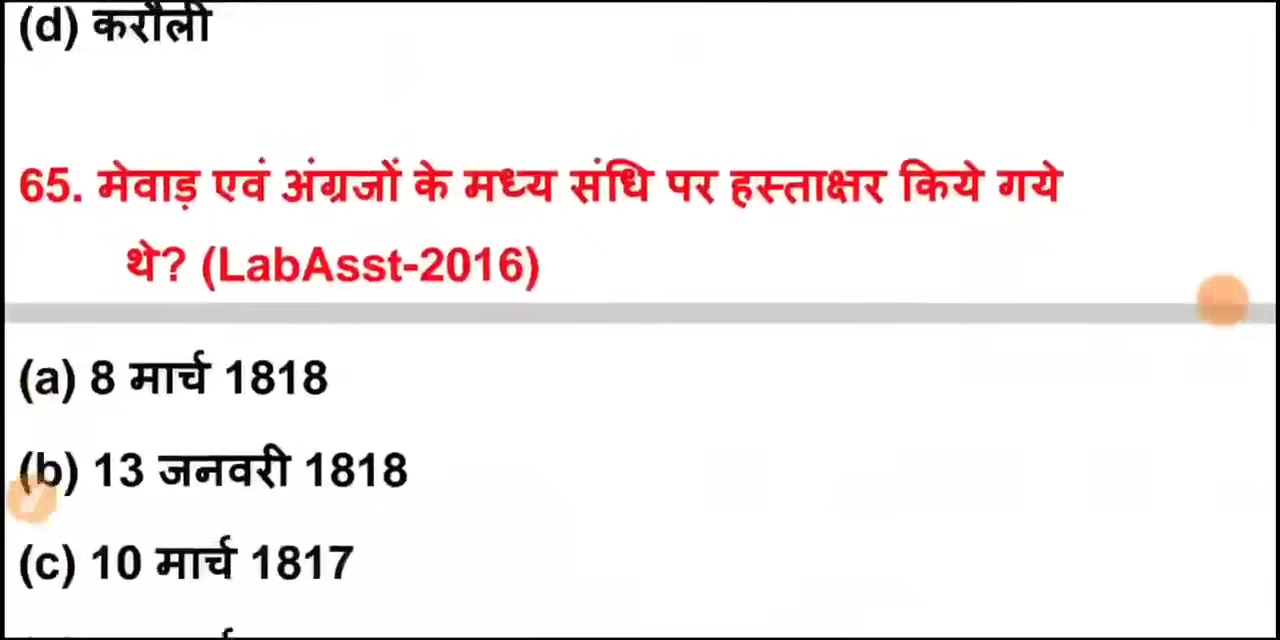 (d) करौली
65. मेवाड़ एवं अंग्रजों के मध्य संधि पर हस्ताक्षर किये गये
थे? (LabAsst-2016)
(a) 8 मार्च 1818
(b) 13 जनवरी 1818
(c) 10 मार्च 1817